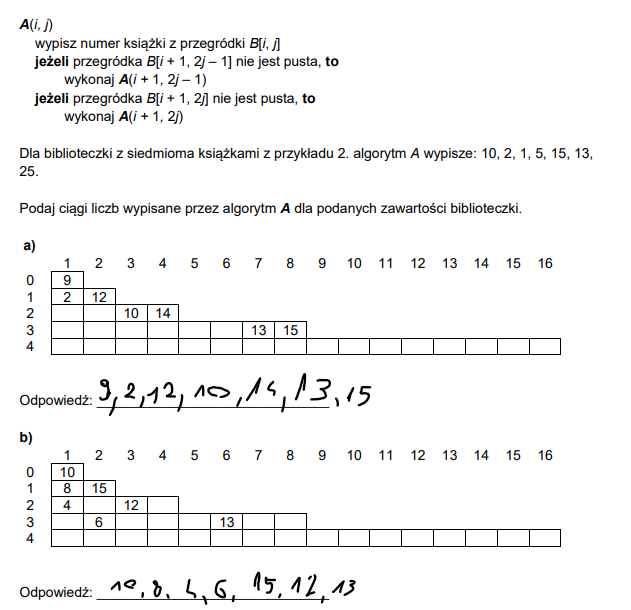 A(i, j)
wypisz numer książki z przegródki B[i, j]
jeżeli przegródka B[i + 1, 2j – 1] nie jest pusta, to
wykonaj A(i + 1, 2j – 1)
jeżeli przegródka B[i + 1, 2j] nie jest pusta, to
wykonaj A(i + 1, 2j)
Dla biblioteczki z siedmioma książkami z przykładu 2. algorytm A wypisze: 10, 2, 1, 5, 15, 13,
25.
Podaj ciągi liczb wypisane przez algorytm A dla podanych zawartości biblioteczki.
a)
1 2 3 4 5 6 7 8 9 10 11 12 13 14 15 16
0 9
1 2 12
2 10 14
3 13 15
4
Odpowiedź: 9, 2, 12, 10, 14, 13, 15
b)
1 2 3 4 5 6 7 8 9 10 11 12 13 14 15 16
0 10
1 8 15
2 4 12
3 6 13
4
Odpowiedź: 10, 8, 4, 6, 15, 12, 13